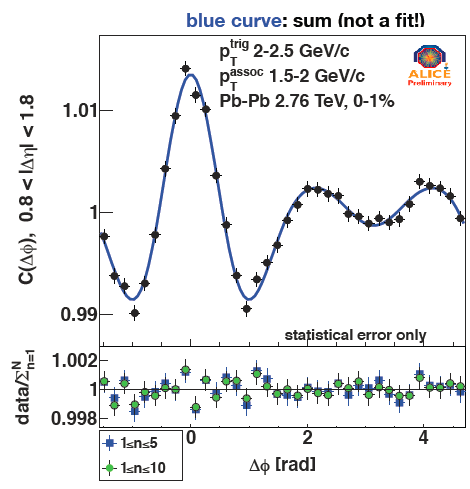 blue curve: sum (not a fit!)
p_T^trig 2-2.5 GeV/c
p_T^assoc 1.5-2 GeV/c
Pb-Pb 2.76 TeV, 0-1%
ALICE
Preliminary
C(Δϕ), 0.8 < |Δη| < 1.8
1.01
1
0.99
statistical error only
data/Σ_{n=1}^N
1.002
1
0.998
0 2 4
Δϕ [rad]
1≤n≤5
1≤n≤10